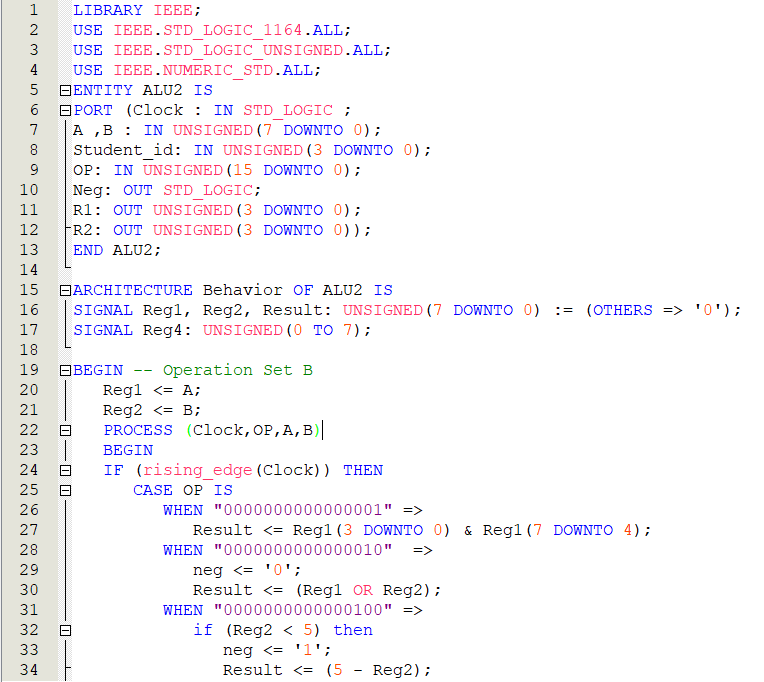 1 LIBRARY IEEE;
2 USE IEEE.STD_LOGIC_1164.ALL;
3 USE IEEE.STD_LOGIC_UNSIGNED.ALL;
4 USE IEEE.NUMERIC_STD.ALL;
5 ENTITY ALU2 IS
6 PORT (Clock : IN STD_LOGIC ;
7 A ,B : IN UNSIGNED(7 DOWNTO 0);
8 Student_id: IN UNSIGNED(3 DOWNTO 0);
9 OP: IN UNSIGNED(15 DOWNTO 0);
10 Neg: OUT STD_LOGIC;
11 R1: OUT UNSIGNED(3 DOWNTO 0);
12 R2: OUT UNSIGNED(3 DOWNTO 0));
13 END ALU2;
14
15 ARCHITECTURE Behavior OF ALU2 IS
16 SIGNAL Reg1, Reg2, Result: UNSIGNED(7 DOWNTO 0) := (OTHERS => '0');
17 SIGNAL Reg4: UNSIGNED(0 TO 7);
18
19 BEGIN -- Operation Set B
20 Reg1 <= A;
21 Reg2 <= B;
22 PROCESS (Clock,OP,A,B)
23 BEGIN
24 IF (rising_edge(Clock)) THEN
25 CASE OP IS
26 WHEN "0000000000000001" =>
27 Result <= Reg1(3 DOWNTO 0) & Reg1(7 DOWNTO 4);
28 WHEN "0000000000000010" =>
29 neg <= '0';
30 Result <= (Reg1 OR Reg2);
31 WHEN "0000000000000100" =>
32 if (Reg2 < 5) then
33 neg <= '1';
34 Result <= (5 - Reg2);